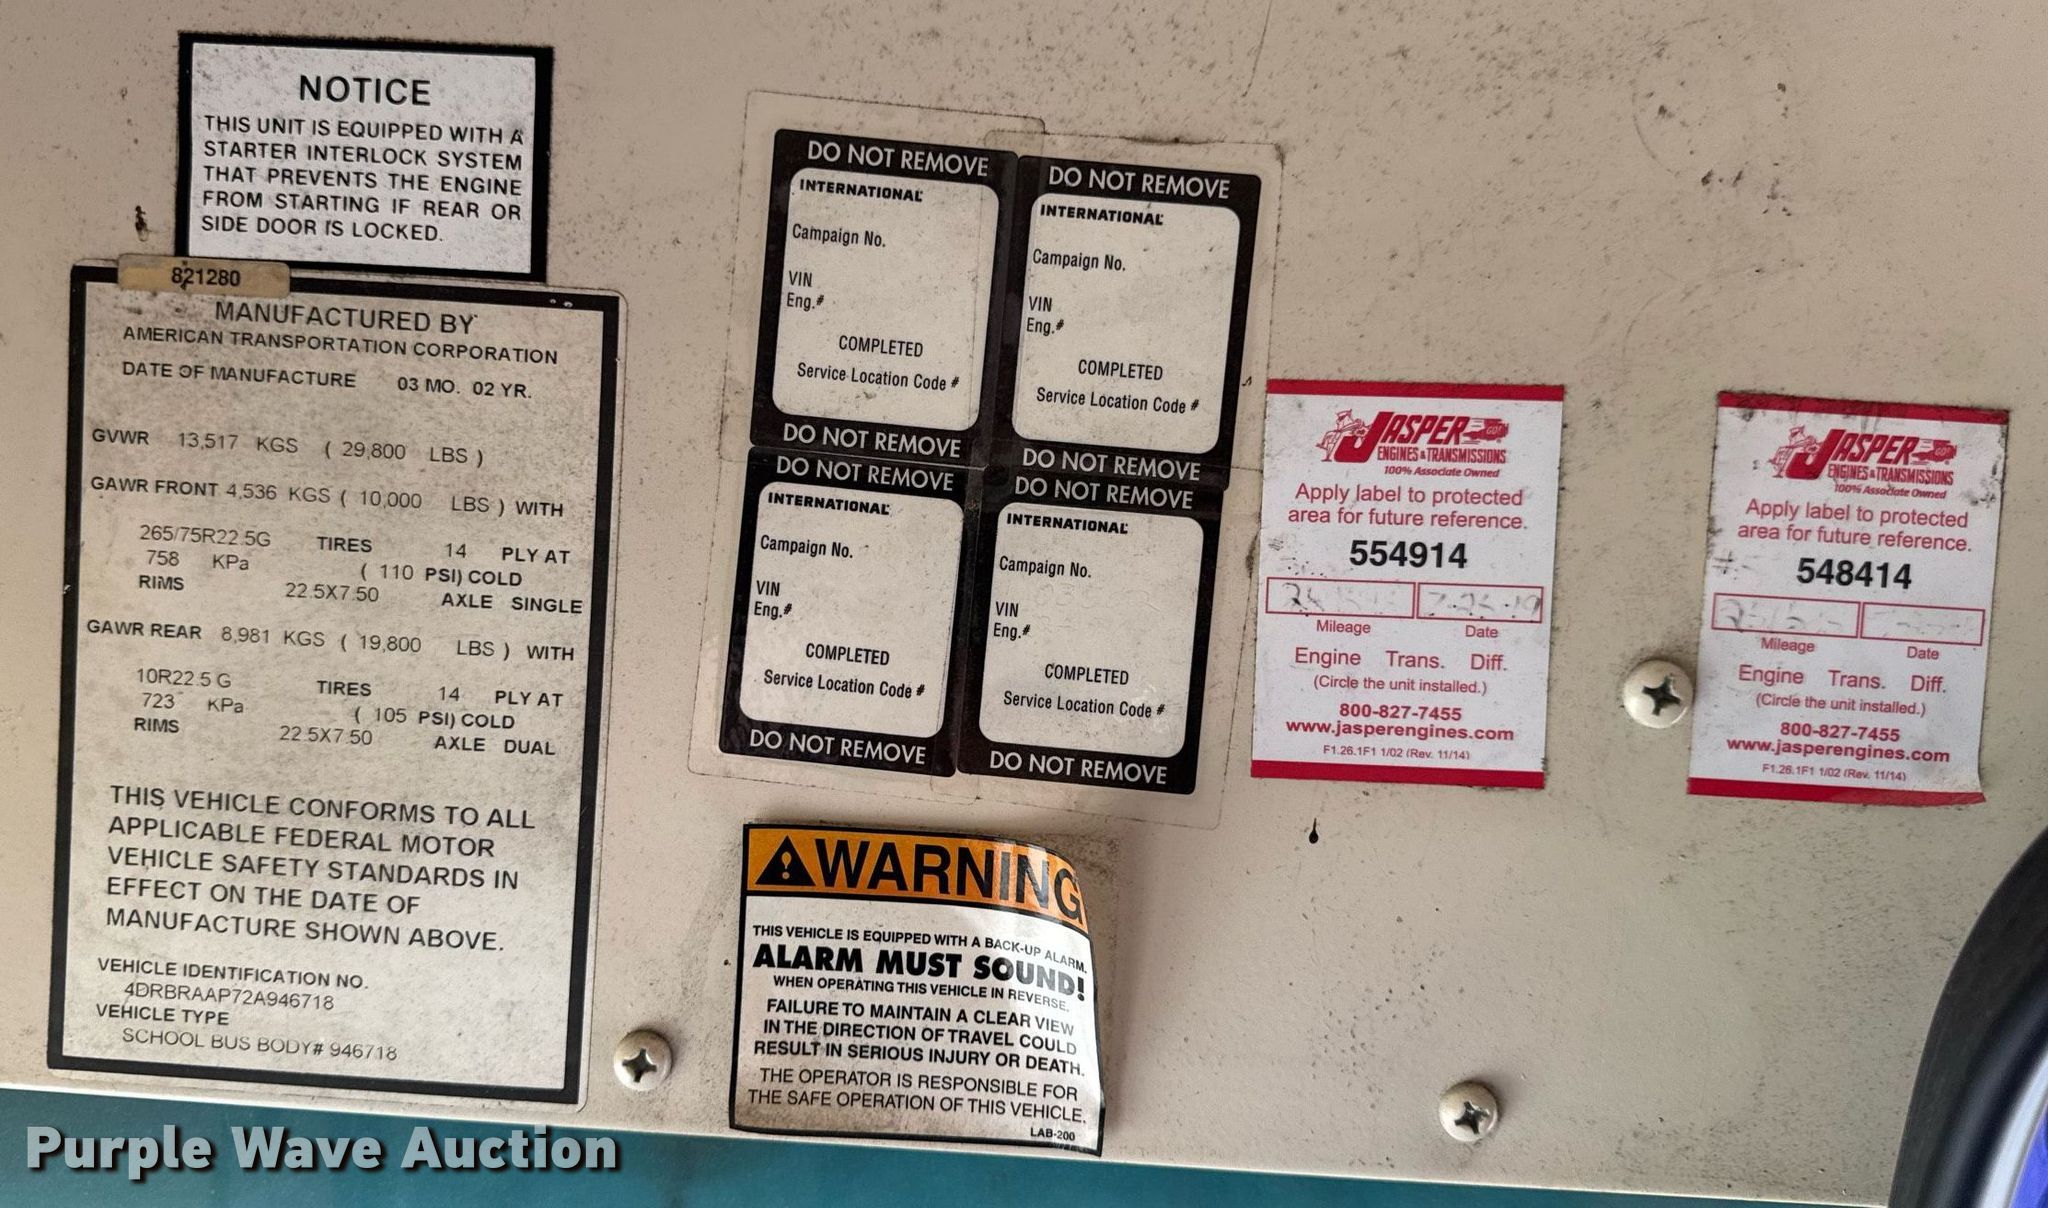 NOTICE
THIS UNIT IS EQUIPPED WITH A
STARTER INTERLOCK SYSTEM
THAT PREVENTS THE ENGINE
FROM STARTING IF REAR OR
SIDE DOOR IS LOCKED.
821280
MANUFACTURED BY
AMERICAN TRANSPORTATION CORPORATION
DATE OF MANUFACTURE 03 MO. 02 YR.
GVWR 13,517 KGS ( 29,800 LBS )
GAWR FRONT 4,536 KGS ( 10,000 LBS ) WITH
265/75R22.5G TIRES 14 PLY AT
758 KPa ( 110 PSI) COLD
RIMS 22.5X7.50 AXLE SINGLE
GAWR REAR 8,981 KGS ( 19,800 LBS ) WITH
10R22.5 G TIRES 14 PLY AT
723 KPa ( 105 PSI) COLD
RIMS 22.5X7.50 AXLE DUAL
THIS VEHICLE CONFORMS TO ALL
APPLICABLE FEDERAL MOTOR
VEHICLE SAFETY STANDARDS IN
EFFECT ON THE DATE OF
MANUFACTURE SHOWN ABOVE.
VEHICLE IDENTIFICATION NO.
4DRBRAAP72A946718
VEHICLE TYPE
SCHOOL BUS BODY# 946718
DO NOT REMOVE
INTERNATIONAL
Campaign No.
VIN
Eng.#
COMPLETED
Service Location Code #
DO NOT REMOVE
DO NOT REMOVE
INTERNATIONAL
Campaign No.
VIN
Eng.#
COMPLETED
Service Location Code #
DO NOT REMOVE
DO NOT REMOVE
INTERNATIONAL
Campaign No.
VIN
Eng.#
COMPLETED
Service Location Code #
DO NOT REMOVE
DO NOT REMOVE
INTERNATIONAL
Campaign No.
VIN
Eng.#
COMPLETED
Service Location Code #
DO NOT REMOVE
WARNING
THIS VEHICLE IS EQUIPPED WITH A BACK-UP ALARM.
ALARM MUST SOUND!
WHEN OPERATING THIS VEHICLE IN REVERSE.
FAILURE TO MAINTAIN A CLEAR VIEW
IN THE DIRECTION OF TRAVEL COULD
RESULT IN SERIOUS INJURY OR DEATH.
THE OPERATOR IS RESPONSIBLE FOR
THE SAFE OPERATION OF THIS VEHICLE.
LAB-200
JASPER GO!
ENGINES & TRANSMISSIONS
100% Associate Owned
Apply label to protected
area for future reference.
554914
Mileage Date
Engine Trans. Diff.
(Circle the unit installed.)
800-827-7455
www.jasperengines.com
F1.26.1F1 1/02 (Rev. 11/14)
JASPER GO!
ENGINES & TRANSMISSIONS
100% Associate Owned
Apply label to protected
area for future reference.
548414
Mileage Date
Engine Trans. Diff.
(Circle the unit installed.)
800-827-7455
www.jasperengines.com
F1.26.1F1 1/02 (Rev. 11/14)
Purple Wave Auction